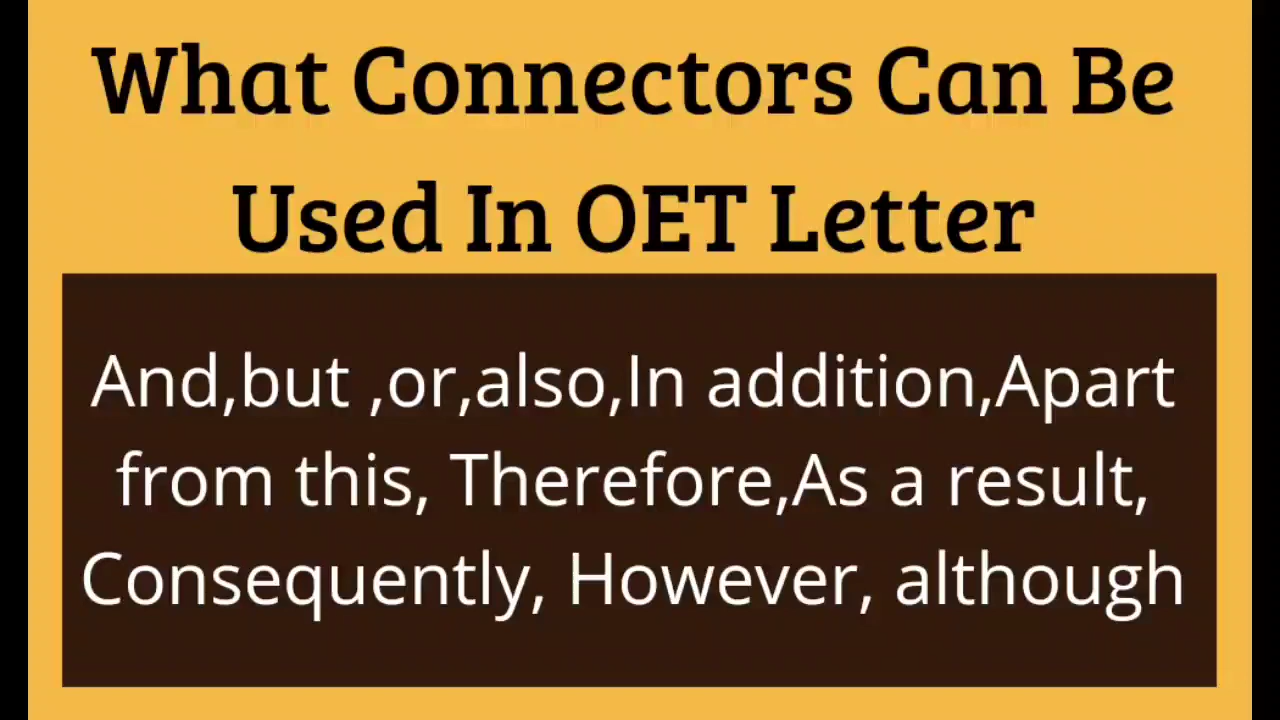 What Connectors Can Be
Used In OET Letter
And,but ,or,also,In addition,Apart
from this, Therefore,As a result,
Consequently, However, although